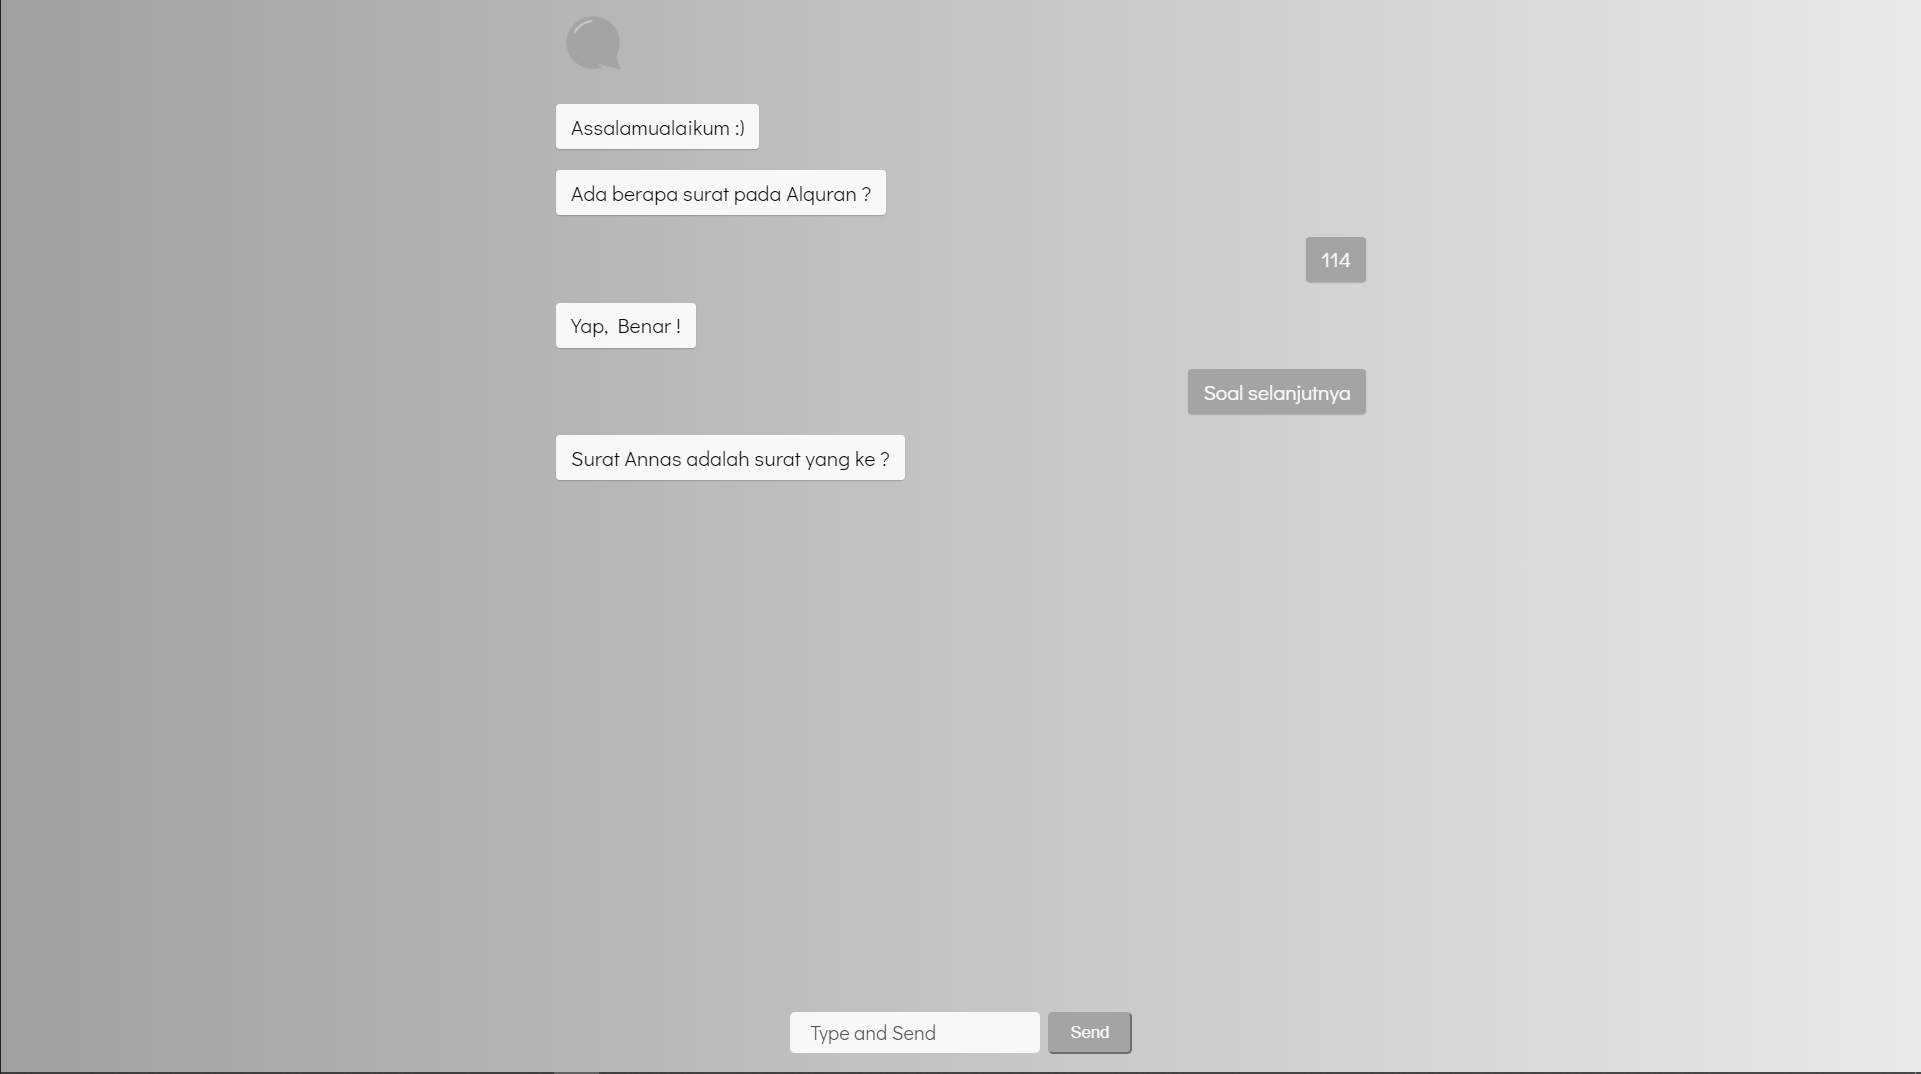 Assalamualaikum :)
Ada berapa surat pada Alquran ?
114
Yap, Benar !
Soal selanjutnya
Surat Annas adalah surat yang ke ?
Type and Send
Send